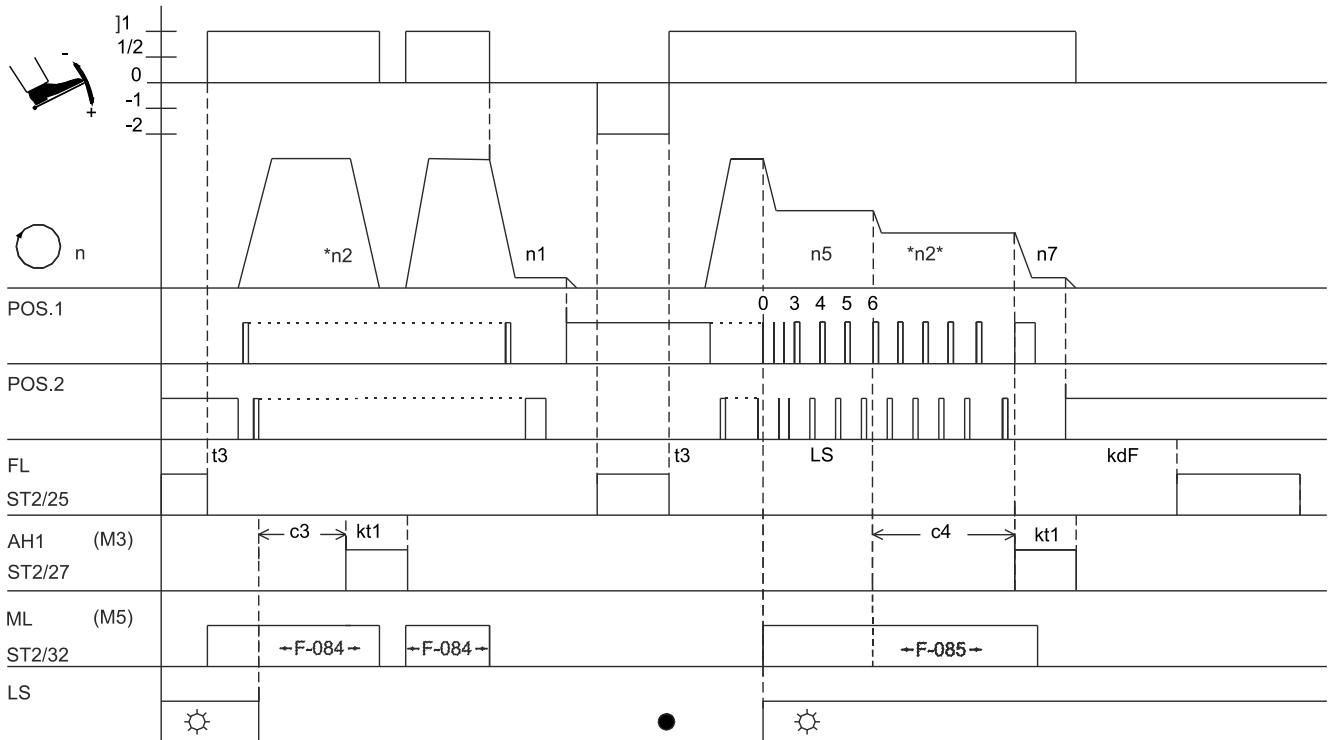 ]1
1/2
0
-1
-2
-
+
n
*n2
n1
n5
*n2*
n7
POS.1
0 3 4 5 6
POS.2
FL
ST2/25
t3
t3
LS
kdF
AH1 (M3)
ST2/27
c3
kt1
c4
kt1
ML (M5)
ST2/32
F-084
F-084
F-085
LS